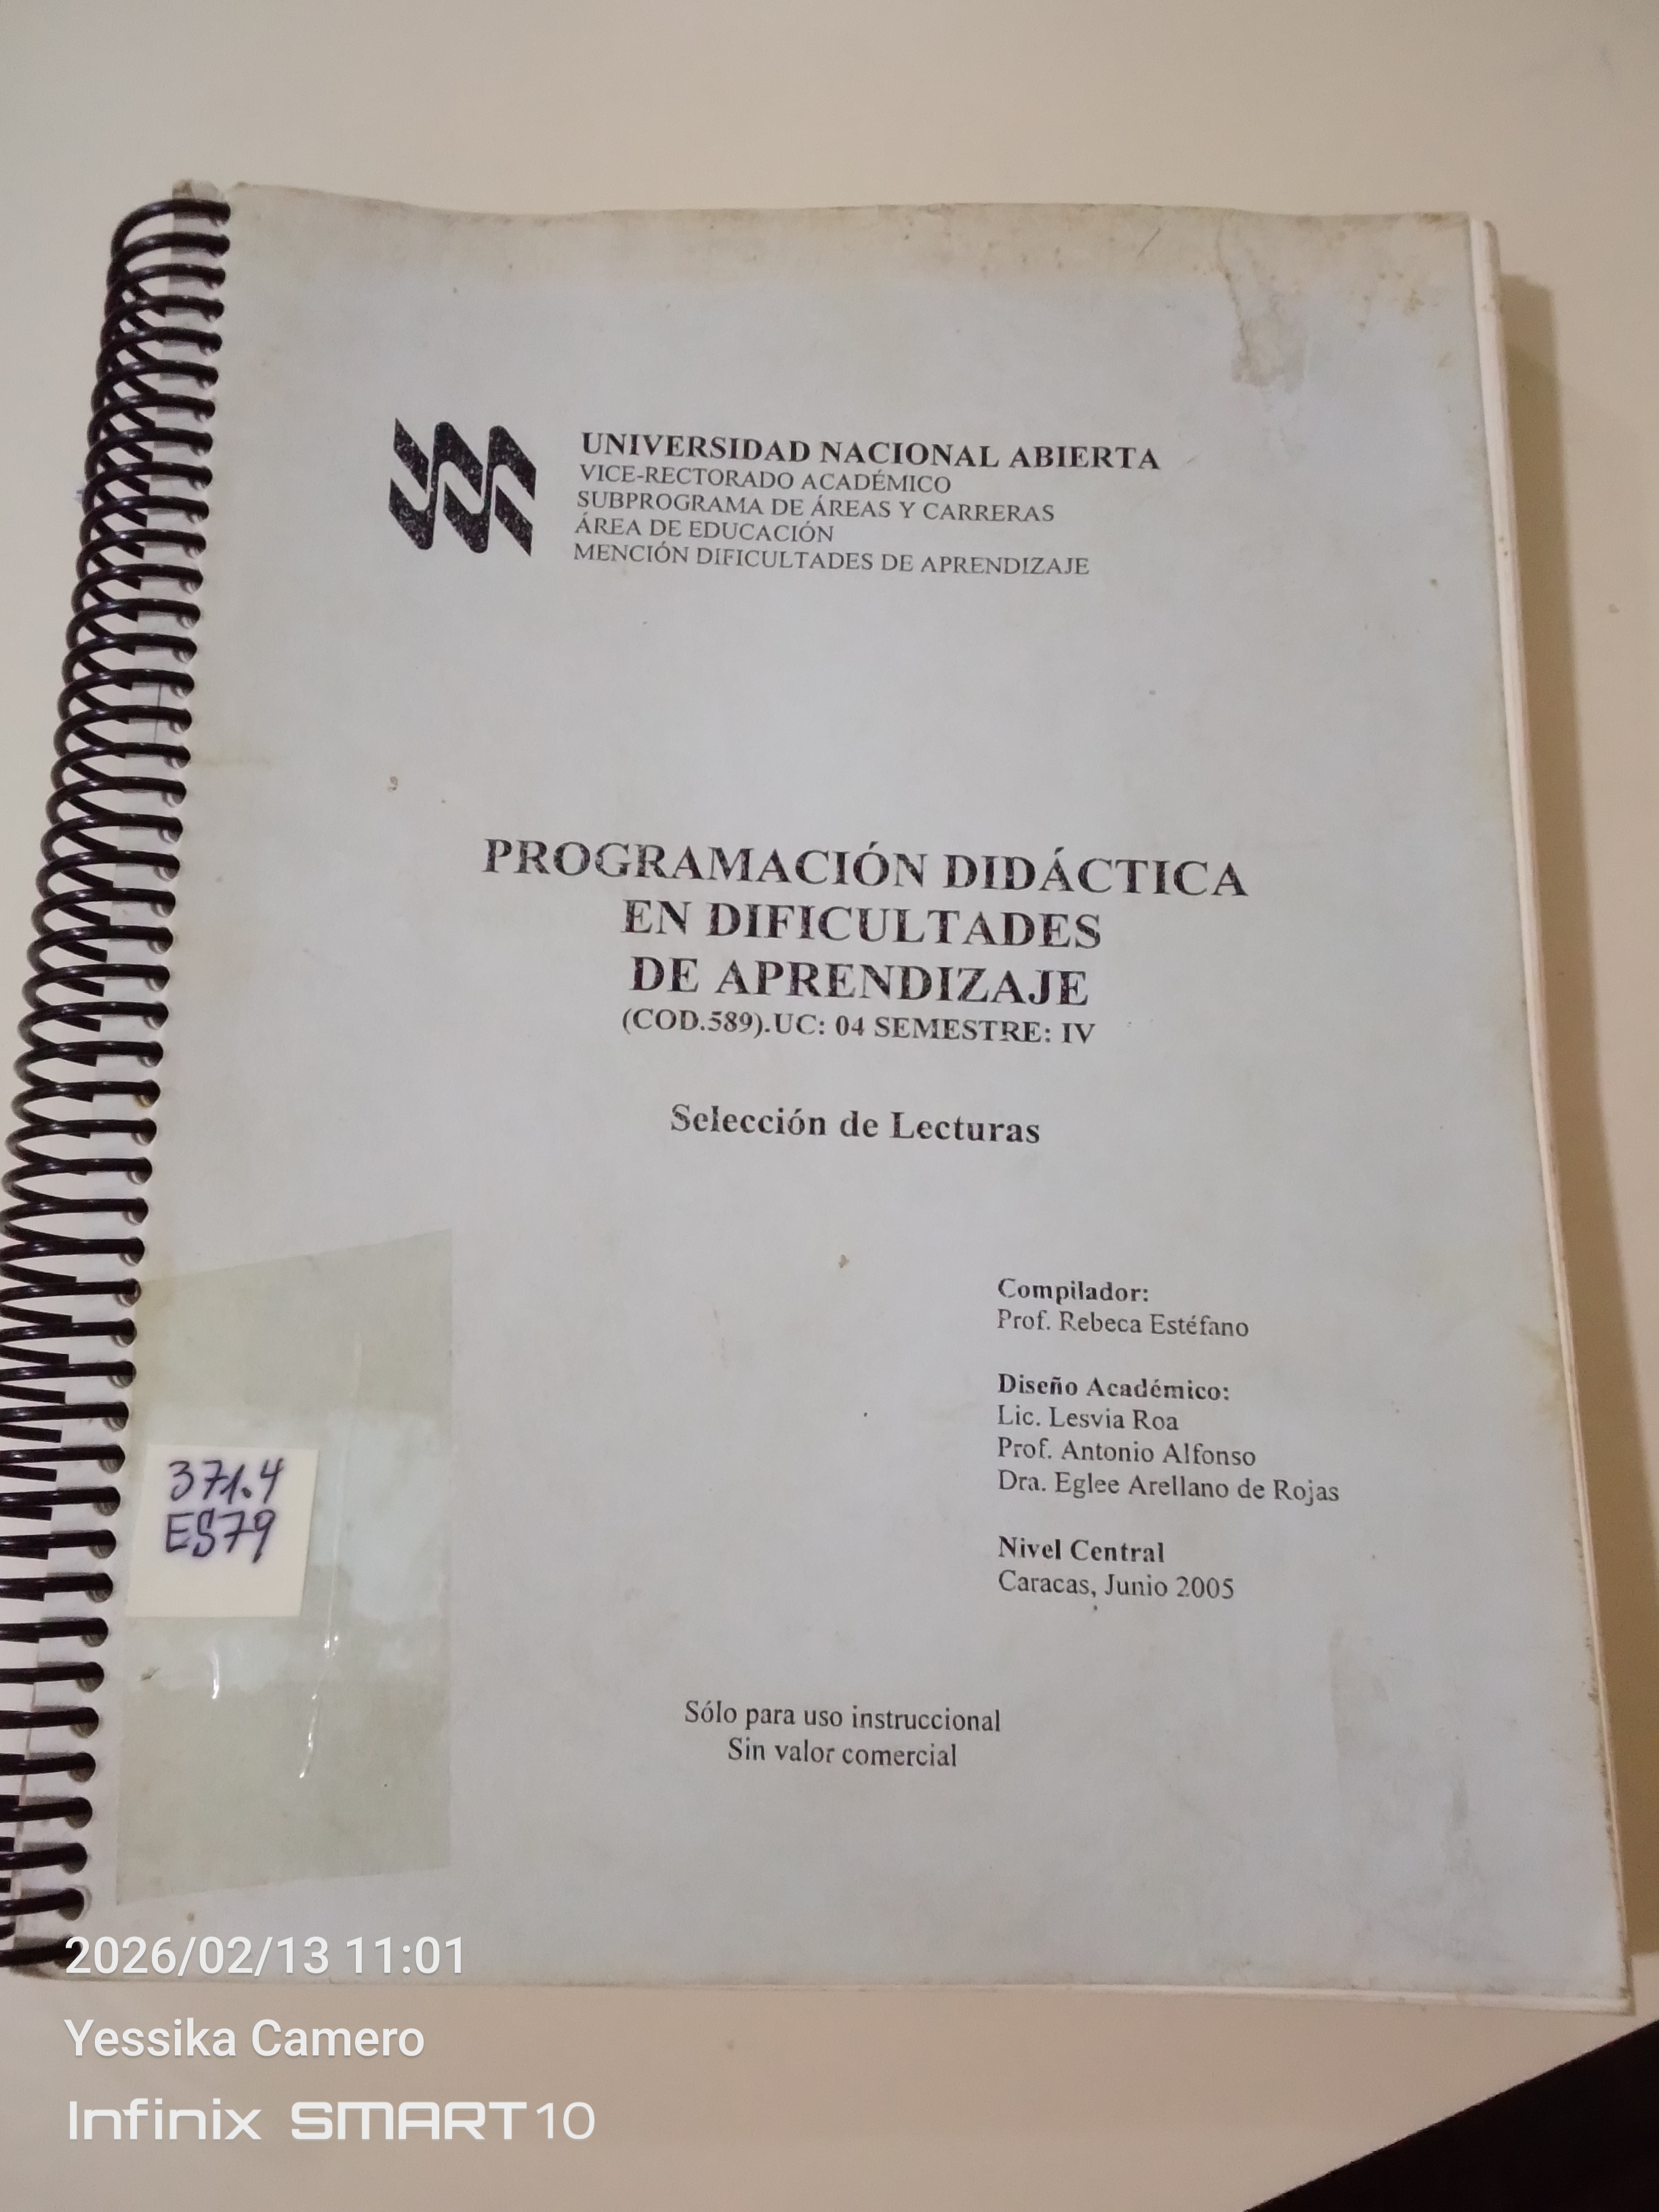 UNIVERSIDAD NACIONAL ABIERTA
VICE-RECTORADO ACADÉMICO
SUBPROGRAMA DE ÁREAS Y CARRERAS
ÁREA DE EDUCACIÓN
MENCIÓN DIFICULTADES DE APRENDIZAJE
PROGRAMACIÓN DIDÁCTICA
EN DIFICULTADES
DE APRENDIZAJE
(COD.589).UC: 04 SEMESTRE: IV
Selección de Lecturas
Compilador:
Prof. Rebeca Estéfano
Diseño Académico:
Lic. Lesvia Roa
Prof. Antonio Alfonso
Dra. Eglee Arellano de Rojas
Nivel Central
Caracas, Junio 2005
371.4
ES79
Sólo para uso instruccional
Sin valor comercial
2026/02/13 11:01
Yessika Camero
Infinix SMART10